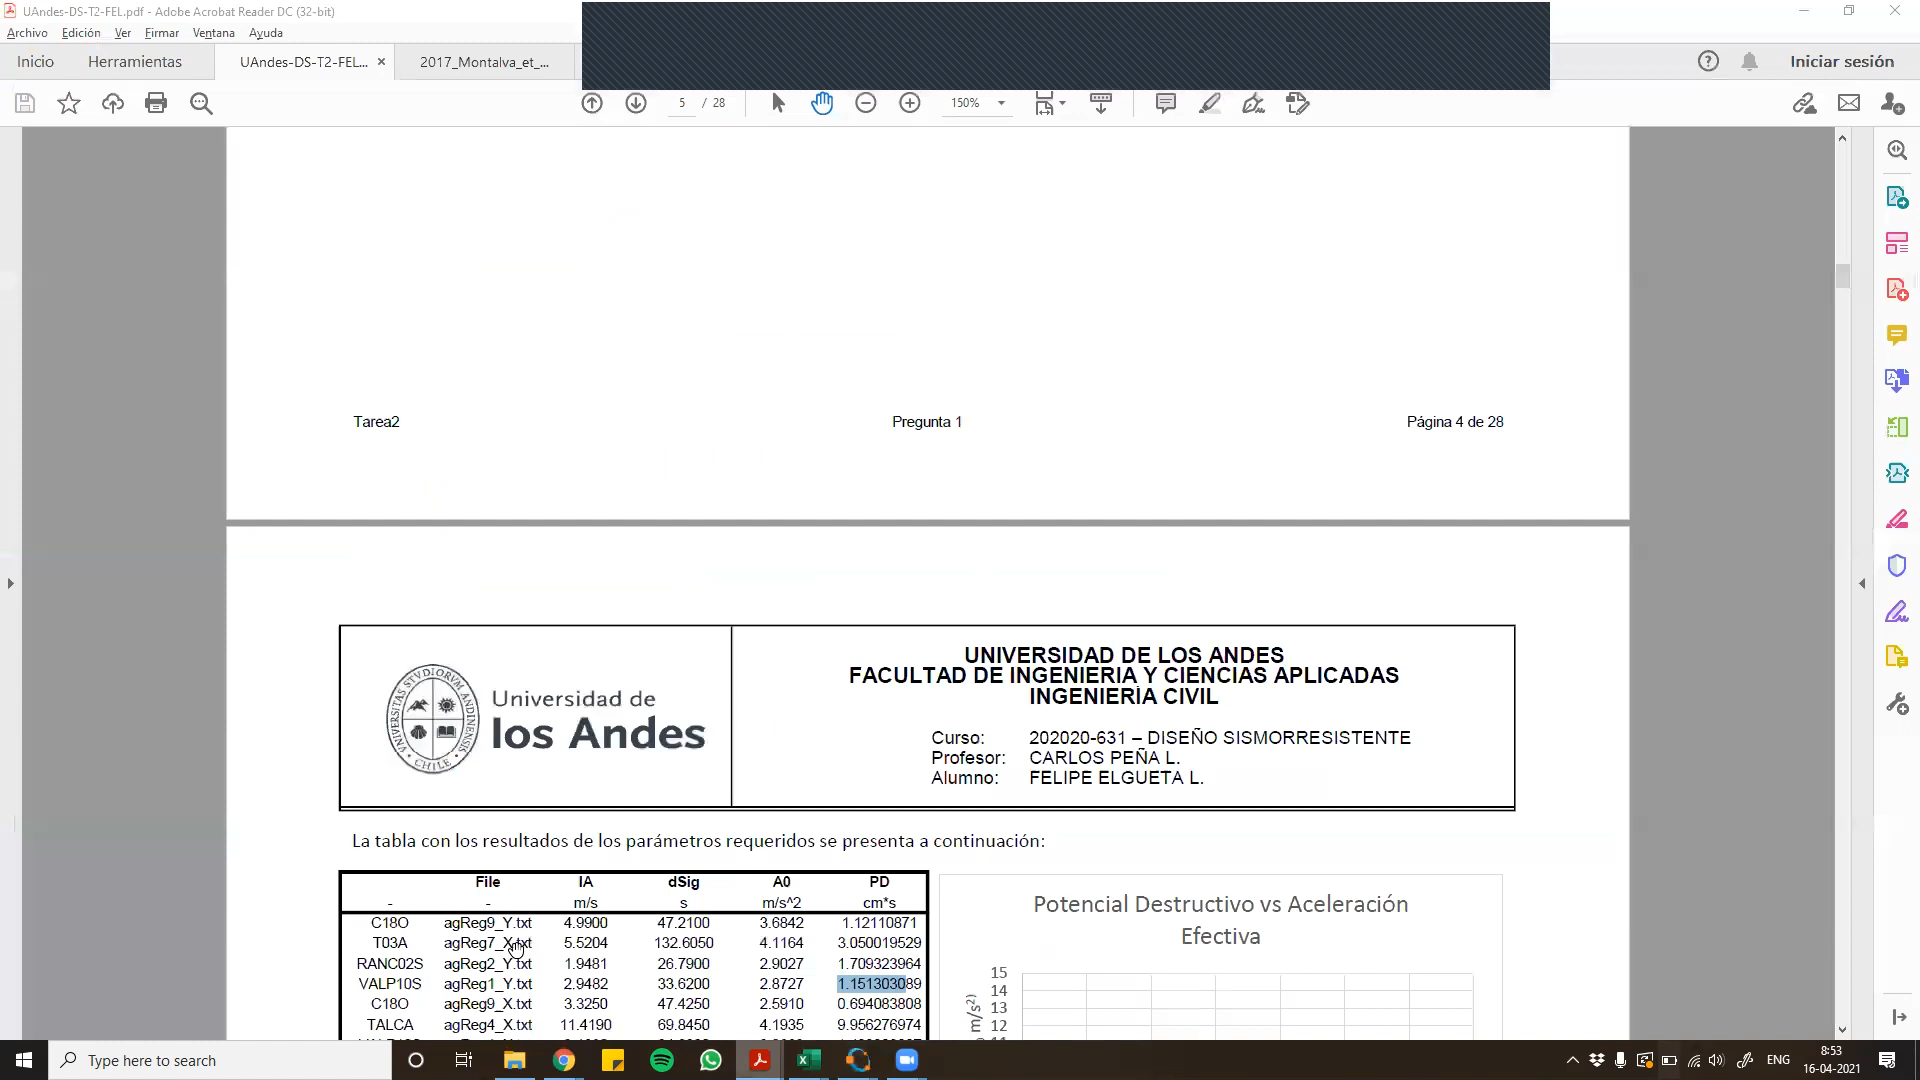 UAndes-DS-T2-FEL.pdf - Adobe Acrobat Reader DC (32-bit)
Archivo Edición Ver Firmar Ventana Ayuda
Inicio Herramientas UAndes-DS-T2-FEL... × 2017_Montalva_et_... Iniciar sesión
5 / 28 150%
Tarea2 Pregunta 1 Página 4 de 28
UNIVERSITAS STVDIORVM ANDINENSIS
CHILE
Universidad de
los Andes
UNIVERSIDAD DE LOS ANDES
FACULTAD DE INGENIERIA Y CIENCIAS APLICADAS
INGENIERÍA CIVIL
Curso: 202020-631 – DISEÑO SISMORRESISTENTE
Profesor: CARLOS PEÑA L.
Alumno: FELIPE ELGUETA L.
La tabla con los resultados de los parámetros requeridos se presenta a continuación:
File IA dSig A0 PD
- - m/s s m/s^2 cm*s
C18O agReg9_Y.txt 4.9900 47.2100 3.6842 1.12110871
T03A agReg7_X.txt 5.5204 132.6050 4.1164 3.050019529
RANC02S agReg2_Y.txt 1.9481 26.7900 2.9027 1.709323964
VALP10S agReg1_Y.txt 2.9482 33.6200 2.8727 1.151303089
C18O agReg9_X.txt 3.3250 47.4250 2.5910 0.694083808
TALCA agReg4_X.txt 11.4190 69.8450 4.1935 9.956276974
Potencial Destructivo vs Aceleración
Efectiva
15
14
13
12
m/s²)
Type here to search
ENG
8:53
16-04-2021